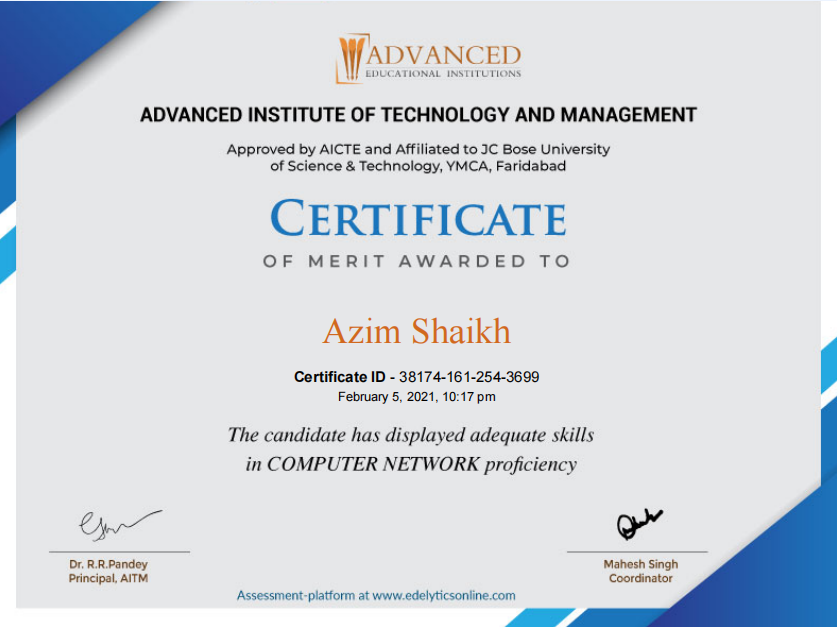 ADVANCED
EDUCATIONAL INSTITUTIONS
ADVANCED INSTITUTE OF TECHNOLOGY AND MANAGEMENT
Approved by AICTE and Affiliated to JC Bose University
of Science & Technology, YMCA, Faridabad
CERTIFICATE
OF MERIT AWARDED TO
Azim Shaikh
Certificate ID - 38174-161-254-3699
February 5, 2021, 10:17 pm
The candidate has displayed adequate skills
in COMPUTER NETWORK proficiency
Dr. R.R.Pandey
Principal, AITM
Mahesh Singh
Coordinator
Assessment-platform at www.edelyticsonline.com